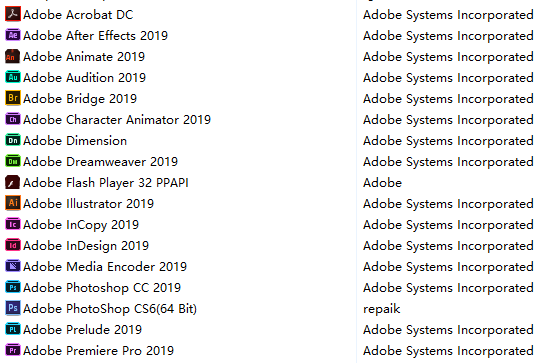 Adobe Acrobat DC Adobe Systems Incorporated
Ae Adobe After Effects 2019 Adobe Systems Incorporated
An Adobe Animate 2019 Adobe Systems Incorporated
Au Adobe Audition 2019 Adobe Systems Incorporated
Br Adobe Bridge 2019 Adobe Systems Incorporated
Ch Adobe Character Animator 2019 Adobe Systems Incorporated
Dn Adobe Dimension Adobe Systems Incorporated
Dw Adobe Dreamweaver 2019 Adobe Systems Incorporated
Adobe Flash Player 32 PPAPI Adobe
Ai Adobe Illustrator 2019 Adobe Systems Incorporated
Ic Adobe InCopy 2019 Adobe Systems Incorporated
Id Adobe InDesign 2019 Adobe Systems Incorporated
Adobe Media Encoder 2019 Adobe Systems Incorporated
Ps Adobe Photoshop CC 2019 Adobe Systems Incorporated
Ps Adobe PhotoShop CS6(64 Bit) repaik
Pl Adobe Prelude 2019 Adobe Systems Incorporated
Pr Adobe Premiere Pro 2019 Adobe Systems Incorporated